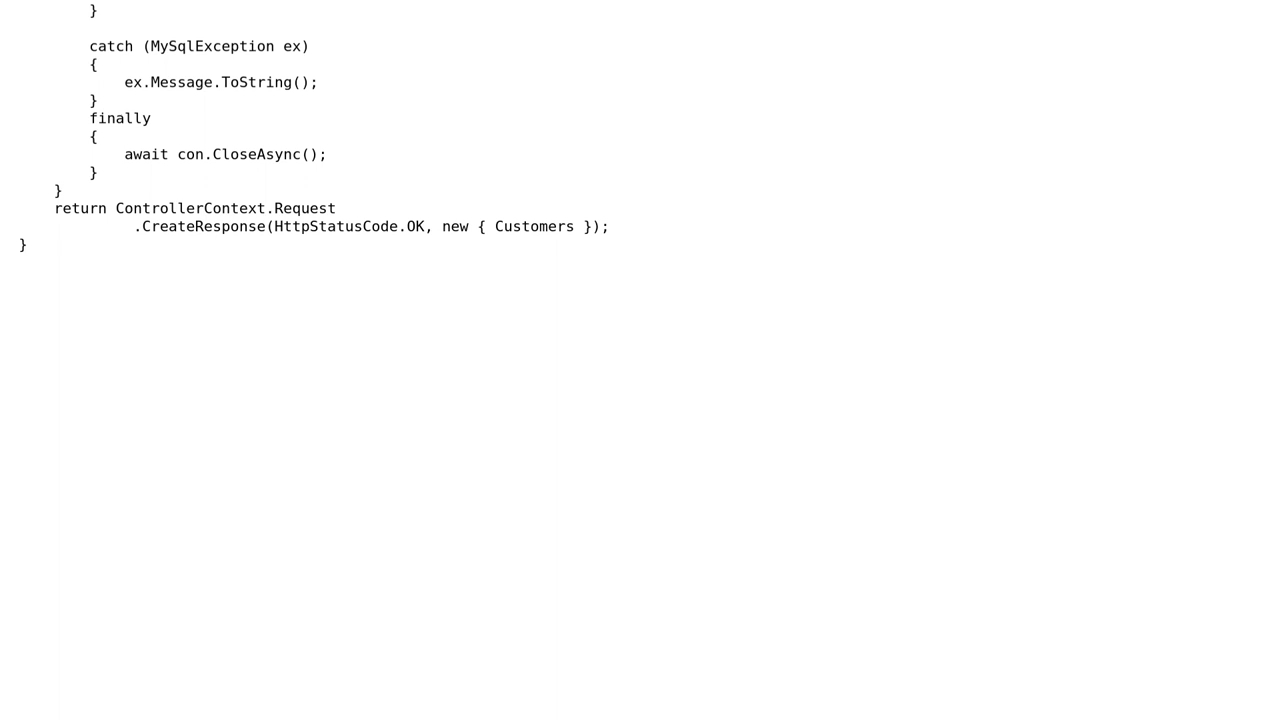 }
catch (MySqlException ex)
{
ex.Message.ToString();
}
finally
{
await con.CloseAsync();
}
}
return ControllerContext.Request
.CreateResponse(HttpStatusCode.OK, new { Customers });
}